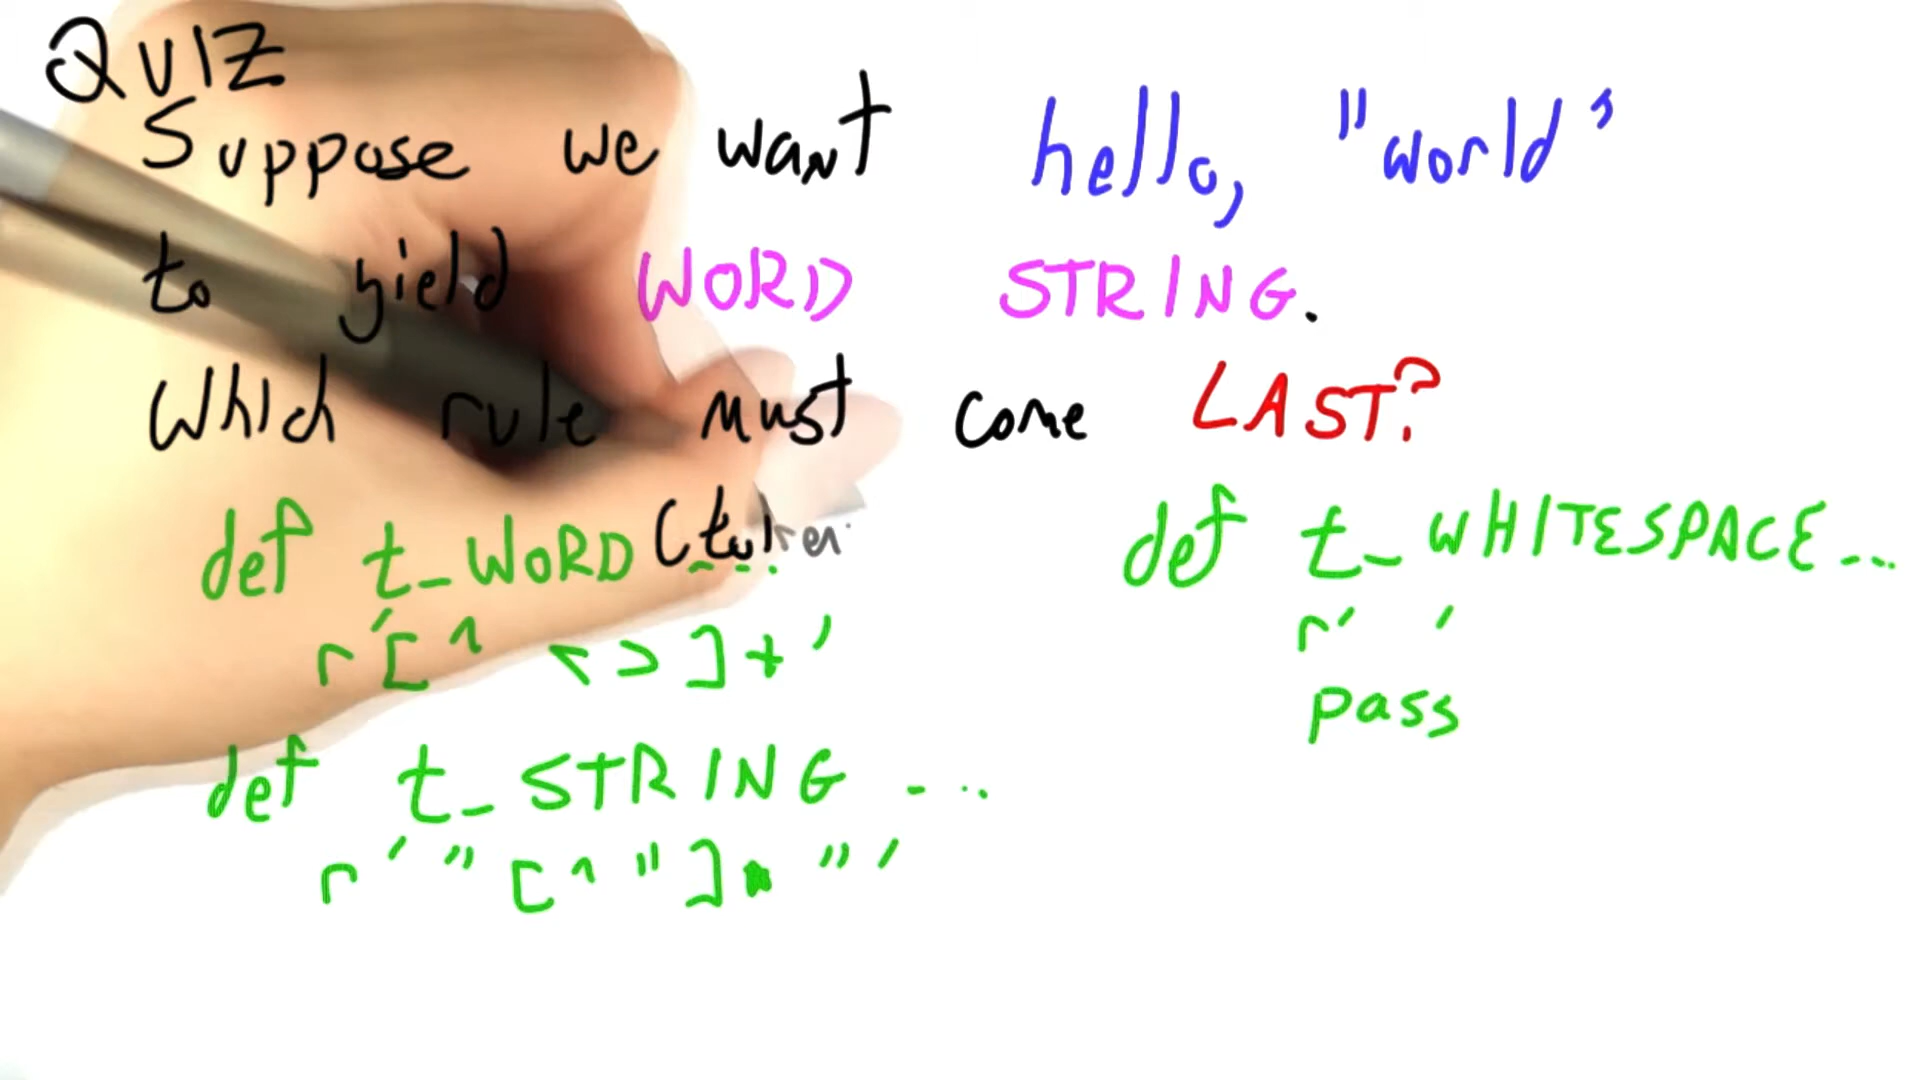 QUIZ
Suppose we want hello, "world"
to yield WORD STRING.
Which rule must come LAST?
def t_WORD (token
r'[^ <>]+'
def t_STRING ...
r'"[^"]*"'
def t_WHITESPACE ...
r' '
pass